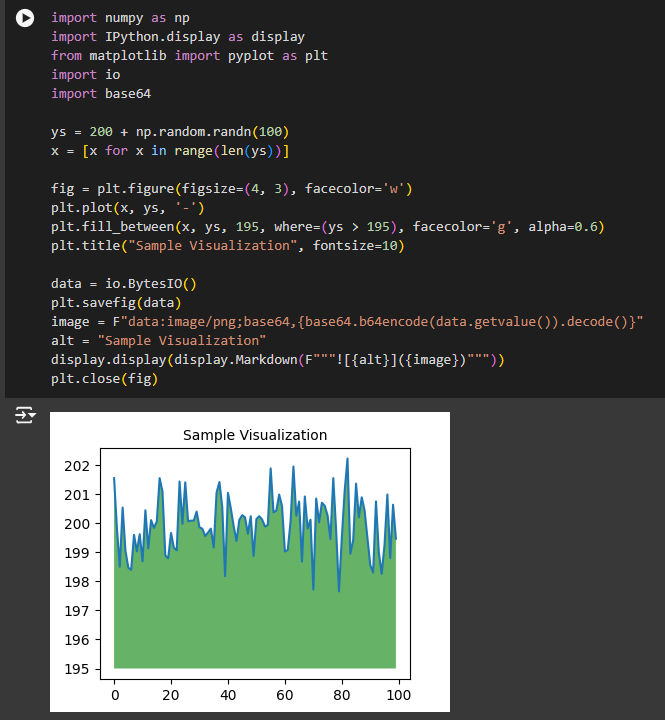 import numpy as np
import IPython.display as display
from matplotlib import pyplot as plt
import io
import base64
ys = 200 + np.random.randn(100)
x = [x for x in range(len(ys))]
fig = plt.figure(figsize=(4, 3), facecolor='w')
plt.plot(x, ys, '-')
plt.fill_between(x, ys, 195, where=(ys > 195), facecolor='g', alpha=0.6)
plt.title("Sample Visualization", fontsize=10)
data = io.BytesIO()
plt.savefig(data)
image = F"data:image/png;base64,{base64.b64encode(data.getvalue()).decode()}"
alt = "Sample Visualization"
display.display(display.Markdown(F"""![{alt}]({image})"""))
plt.close(fig)
Sample Visualization
202
201
200
199
198
197
196
195
0 20 40 60 80 100